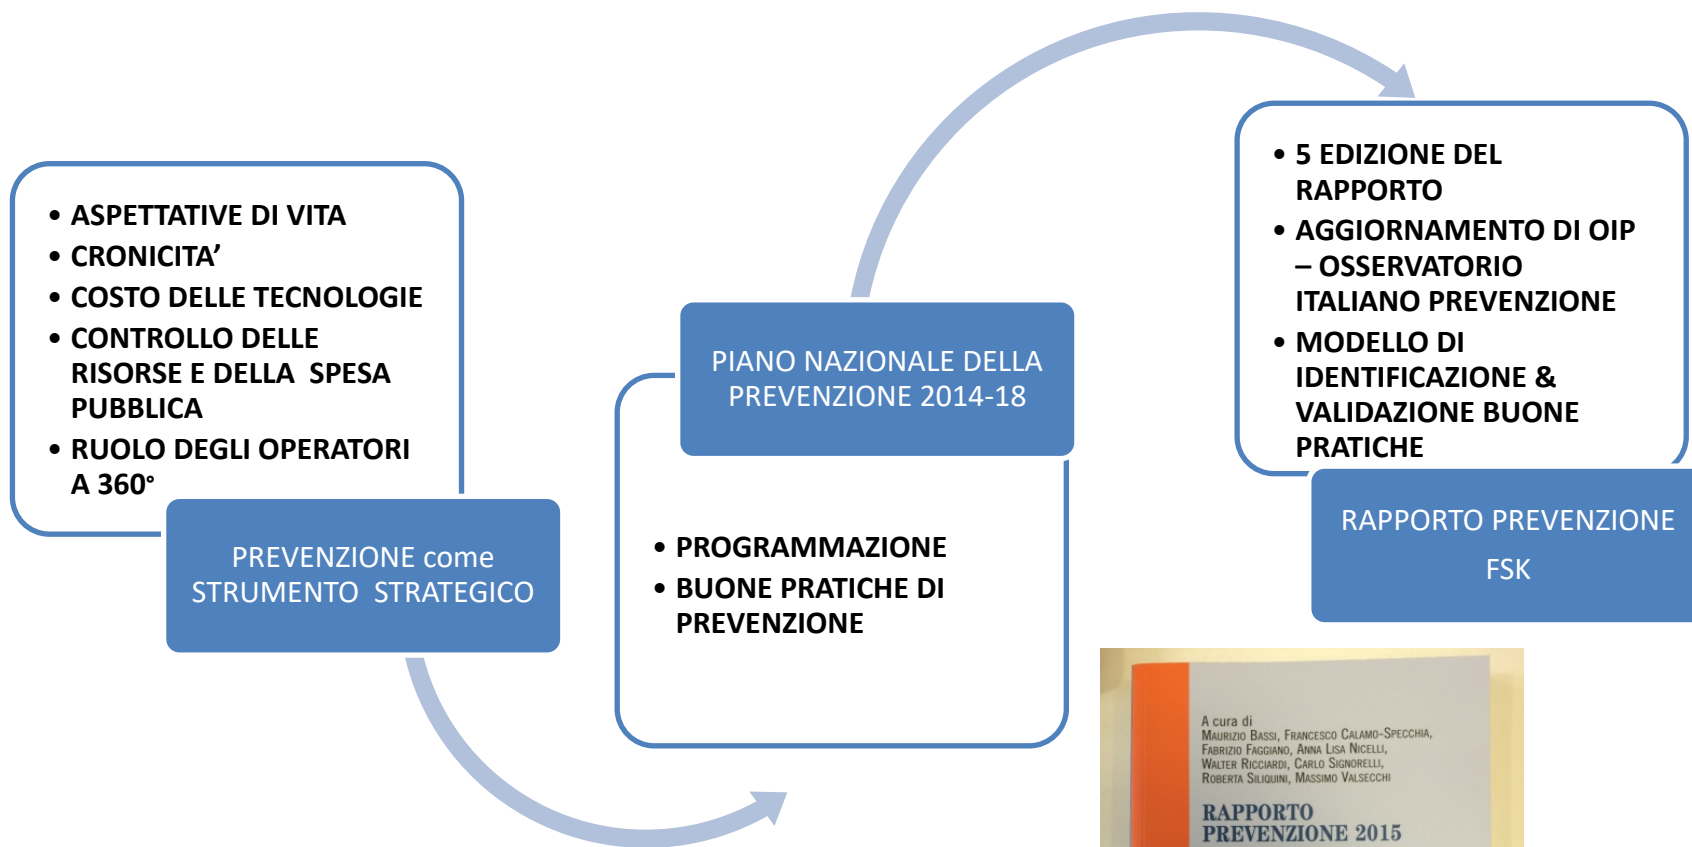 • ASPETTATIVE DI VITA
• CRONICITA’
• COSTO DELLE TECNOLOGIE
• CONTROLLO DELLE
RISORSE E DELLA SPESA
PUBBLICA
• RUOLO DEGLI OPERATORI
A 360°
PREVENZIONE come
STRUMENTO STRATEGICO
PIANO NAZIONALE DELLA
PREVENZIONE 2014-18
• PROGRAMMAZIONE
• BUONE PRATICHE DI
PREVENZIONE
• 5 EDIZIONE DEL
RAPPORTO
• AGGIORNAMENTO DI OIP
– OSSERVATORIO
ITALIANO PREVENZIONE
• MODELLO DI
IDENTIFICAZIONE &
VALIDAZIONE BUONE
PRATICHE
RAPPORTO PREVENZIONE
FSK
A cura di
MAURIZIO BASSI, FRANCESCO CALAMO-SPECCHIA,
FABRIZIO FAGGIANO, ANNA LISA NICELLI,
WALTER RICCIARDI, CARLO SIGNORELLI,
ROBERTA SILIQUINI, MASSIMO VALSECCHI
RAPPORTO
PREVENZIONE 2015